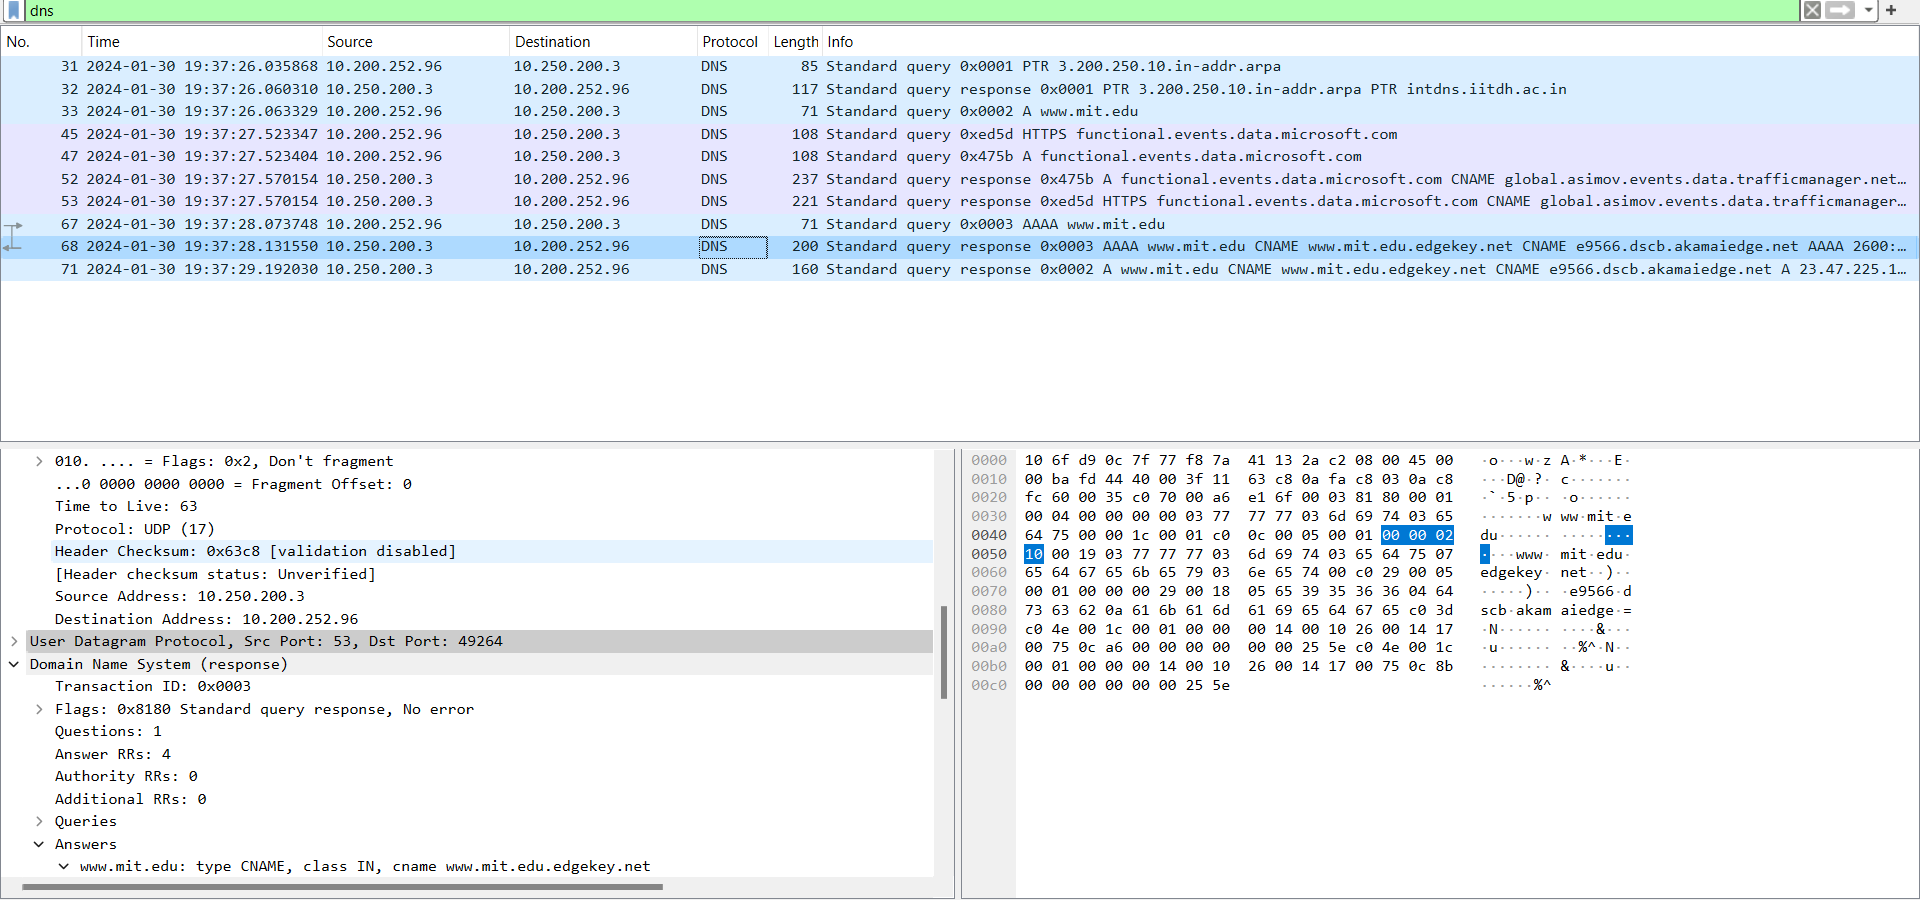 dns
No. Time Source Destination Protocol Length Info
31 2024-01-30 19:37:26.035868 10.200.252.96 10.250.200.3 DNS 85 Standard query 0x0001 PTR 3.200.250.10.in-addr.arpa
32 2024-01-30 19:37:26.060310 10.250.200.3 10.200.252.96 DNS 117 Standard query response 0x0001 PTR 3.200.250.10.in-addr.arpa PTR intdns.iitdh.ac.in
33 2024-01-30 19:37:26.063329 10.200.252.96 10.250.200.3 DNS 71 Standard query 0x0002 A www.mit.edu
45 2024-01-30 19:37:27.523347 10.200.252.96 10.250.200.3 DNS 108 Standard query 0xed5d HTTPS functional.events.data.microsoft.com
47 2024-01-30 19:37:27.523404 10.200.252.96 10.250.200.3 DNS 108 Standard query 0x475b A functional.events.data.microsoft.com
52 2024-01-30 19:37:27.570154 10.250.200.3 10.200.252.96 DNS 237 Standard query response 0x475b A functional.events.data.microsoft.com CNAME global.asimov.events.data.trafficmanager.net…
53 2024-01-30 19:37:27.570154 10.250.200.3 10.200.252.96 DNS 221 Standard query response 0xed5d HTTPS functional.events.data.microsoft.com CNAME global.asimov.events.data.trafficmanager…
67 2024-01-30 19:37:28.073748 10.200.252.96 10.250.200.3 DNS 71 Standard query 0x0003 AAAA www.mit.edu
68 2024-01-30 19:37:28.131550 10.250.200.3 10.200.252.96 DNS 200 Standard query response 0x0003 AAAA www.mit.edu CNAME www.mit.edu.edgekey.net CNAME e9566.dscb.akamaiedge.net AAAA 2600:…
71 2024-01-30 19:37:29.192030 10.250.200.3 10.200.252.96 DNS 160 Standard query response 0x0002 A www.mit.edu CNAME www.mit.edu.edgekey.net CNAME e9566.dscb.akamaiedge.net A 23.47.225.1…
010. .... = Flags: 0x2, Don't fragment
...0 0000 0000 0000 = Fragment Offset: 0
Time to Live: 63
Protocol: UDP (17)
Header Checksum: 0x63c8 [validation disabled]
[Header checksum status: Unverified]
Source Address: 10.250.200.3
Destination Address: 10.200.252.96
User Datagram Protocol, Src Port: 53, Dst Port: 49264
Domain Name System (response)
Transaction ID: 0x0003
Flags: 0x8180 Standard query response, No error
Questions: 1
Answer RRs: 4
Authority RRs: 0
Additional RRs: 0
Queries
Answers
www.mit.edu: type CNAME, class IN, cname www.mit.edu.edgekey.net
0000 10 6f d9 0c 7f 77 f8 7a 41 13 2a c2 08 00 45 00 ·o···w·z A·*···E·
0010 00 ba fd 44 40 00 3f 11 63 c8 0a fa c8 03 0a c8 ···D@·?· c·······
0020 fc 60 00 35 c0 70 00 a6 e1 6f 00 03 81 80 00 01 ·`·5·p·· ·o······
0030 00 04 00 00 00 00 03 77 77 77 03 6d 69 74 03 65 ·······w ww·mit·e
0040 64 75 00 00 1c 00 01 c0 0c 00 05 00 01 00 00 02 du······ ········
0050 10 00 19 03 77 77 77 03 6d 69 74 03 65 64 75 07 ····www· mit·edu·
0060 65 64 67 65 6b 65 79 03 6e 65 74 00 c0 29 00 05 edgekey· net··)··
0070 00 01 00 00 00 29 00 18 05 65 39 35 36 36 04 64 ·····)·· ·e9566·d
0080 73 63 62 0a 61 6b 61 6d 61 69 65 64 67 65 c0 3d scb·akam aiedge·=
0090 c0 4e 00 1c 00 01 00 00 00 14 00 10 26 00 14 17 ·N······ ····&···
00a0 00 75 0c a6 00 00 00 00 00 00 25 5e c0 4e 00 1c ·u······ ··%^·N··
00b0 00 01 00 00 00 14 00 10 26 00 14 17 00 75 0c 8b ········ &····u··
00c0 00 00 00 00 00 00 25 5e ······%^